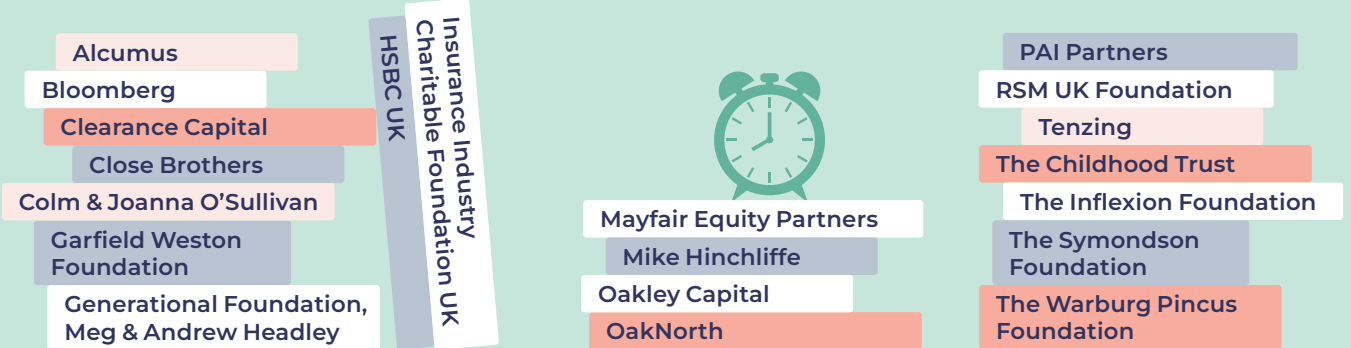 Alcumus
Bloomberg
Clearance Capital
Close Brothers
Colm & Joanna O’Sullivan
Garfield Weston
Foundation
Generational Foundation,
Meg & Andrew Headley
HSBC UK
Insurance Industry
Charitable Foundation UK
Mayfair Equity Partners
Mike Hinchliffe
Oakley Capital
OakNorth
PAI Partners
RSM UK Foundation
Tenzing
The Childhood Trust
The Inflexion Foundation
The Symondson
Foundation
The Warburg Pincus
Foundation